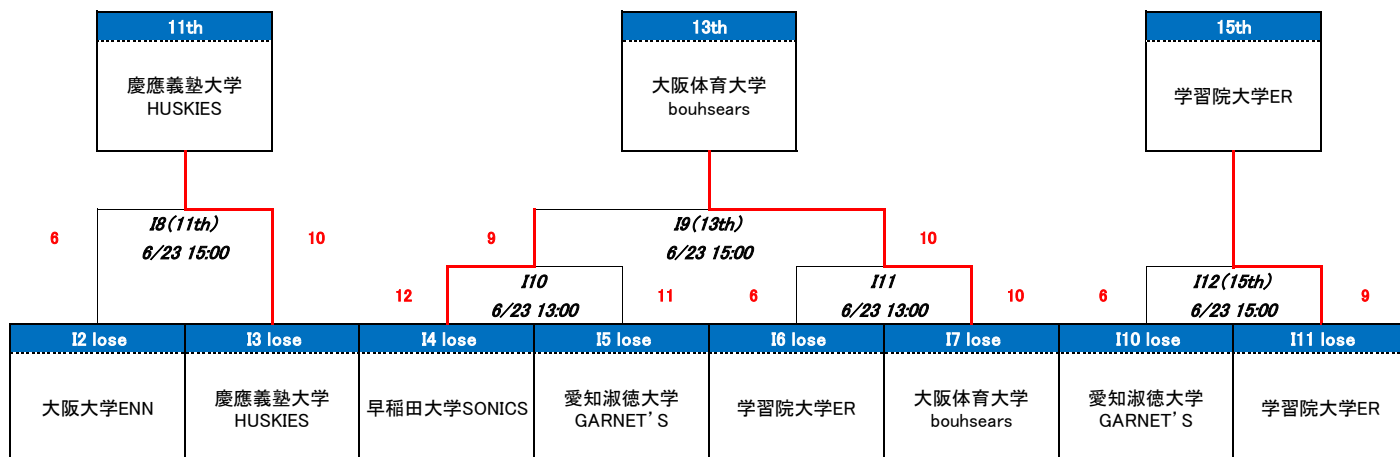 11th
13th
15th
慶應義塾大学
HUSKIES
大阪体育大学
bouhsears
学習院大学ER
I8(11th)
6/23 15:00
6
10
I9(13th)
6/23 15:00
9
10
I10
6/23 13:00
12
11
I11
6/23 13:00
6
10
I12(15th)
6/23 15:00
6
9
I2 lose
I3 lose
I4 lose
I5 lose
I6 lose
I7 lose
I10 lose
I11 lose
大阪大学ENN
慶應義塾大学
HUSKIES
早稲田大学SONICS
愛知淑徳大学
GARNET'S
学習院大学ER
大阪体育大学
bouhsears
愛知淑徳大学
GARNET'S
学習院大学ER